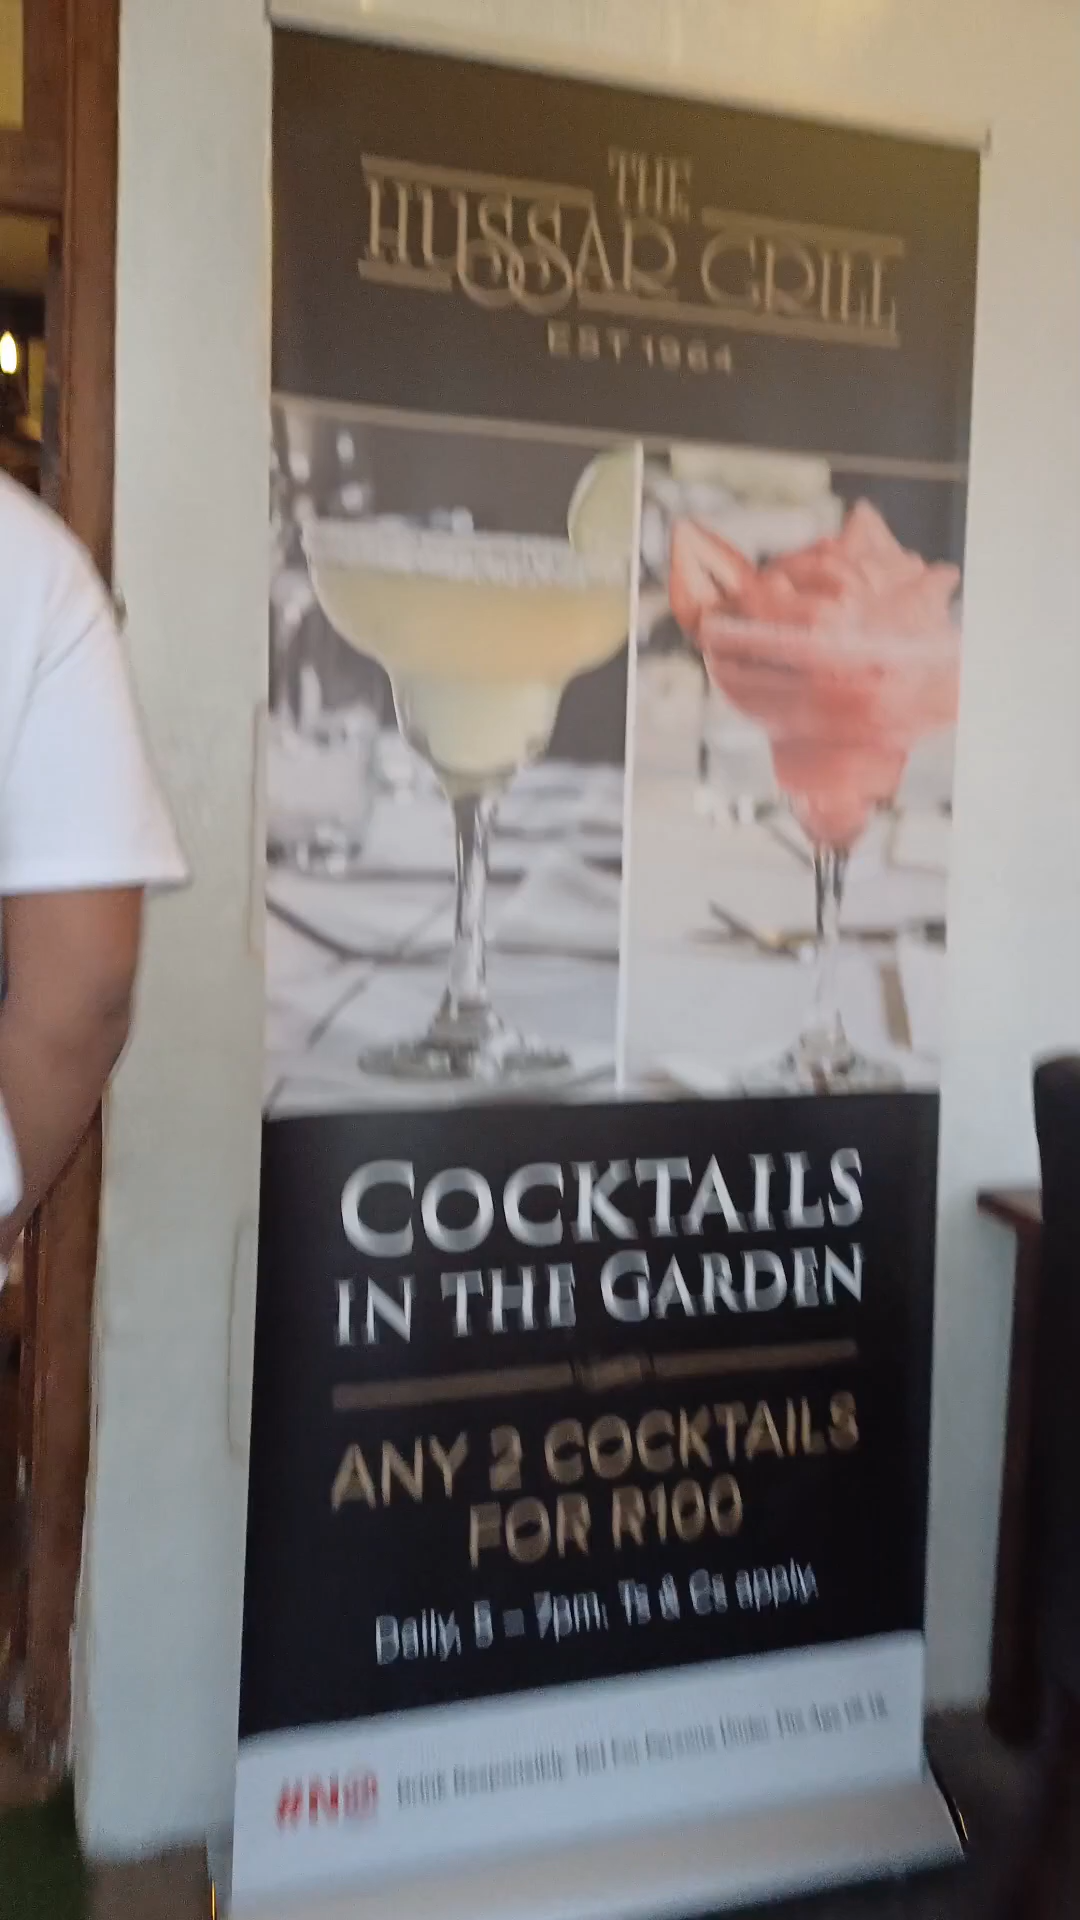 THE
HUSSAR GRILL
EST 1964
COCKTAILS
IN THE GARDEN
ANY 2 COCKTAILS
FOR R100
Daily, 5 - 7pm. Ts & Cs apply.
Drink Responsibly. Not For Persons Under The Age Of 18.